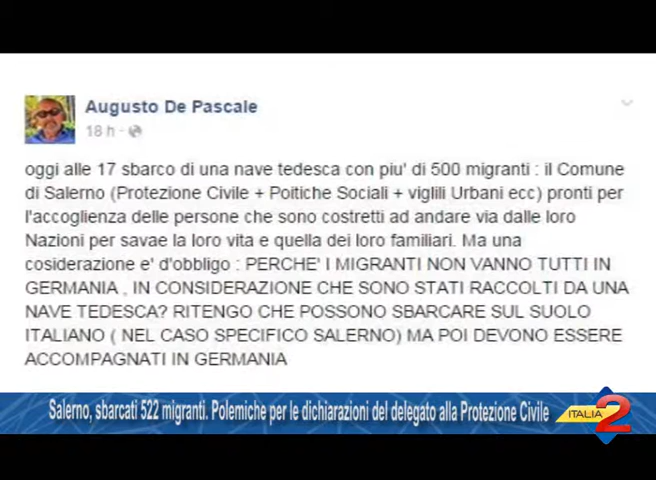 Augusto De Pascale
18 h ·
oggi alle 17 sbarco di una nave tedesca con piu' di 500 migranti : il Comune
di Salerno (Protezione Civile + Poitiche Sociali + viglili Urbani ecc) pronti per
l'accoglienza delle persone che sono costretti ad andare via dalle loro
Nazioni per savae la loro vita e quella dei loro familiari. Ma una
cosiderazione e' d'obbligo : PERCHE' I MIGRANTI NON VANNO TUTTI IN
GERMANIA , IN CONSIDERAZIONE CHE SONO STATI RACCOLTI DA UNA
NAVE TEDESCA? RITENGO CHE POSSONO SBARCARE SUL SUOLO
ITALIANO ( NEL CASO SPECIFICO SALERNO) MA POI DEVONO ESSERE
ACCOMPAGNATI IN GERMANIA
Salerno, sbarcati 522 migranti. Polemiche per le dichiarazioni del delegato alla Protezione Civile
ITALIA 2